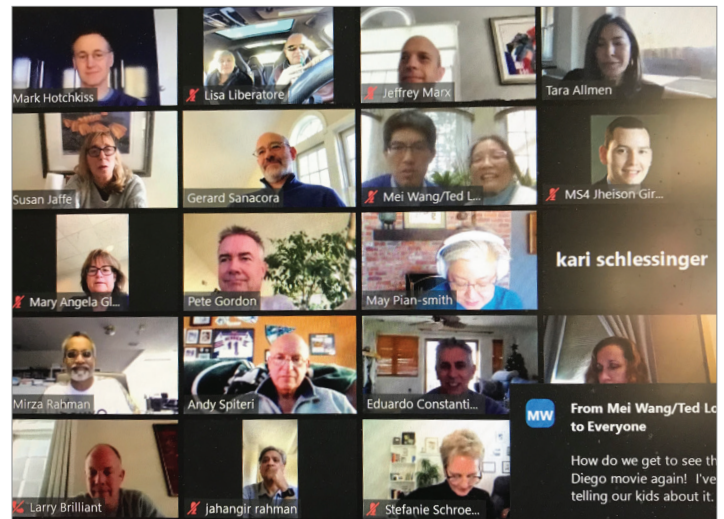 Mark Hotchkiss
Lisa Liberatore
Jeffrey Marx
Tara Allmen
Susan Jaffe
Gerard Sanacora
Mei Wang/Ted L...
MS4 Jheison Gir...
Mary Angela Gl...
Pete Gordon
May Pian-smith
kari schlessinger
Mirza Rahman
Andy Spiteri
Eduardo Constanti...
MW
From Mei Wang/Ted Lo
to Everyone
How do we get to see th
Diego movie again! I've
telling our kids about it.
Larry Brilliant
jahangir rahman
Stefanie Schroe...